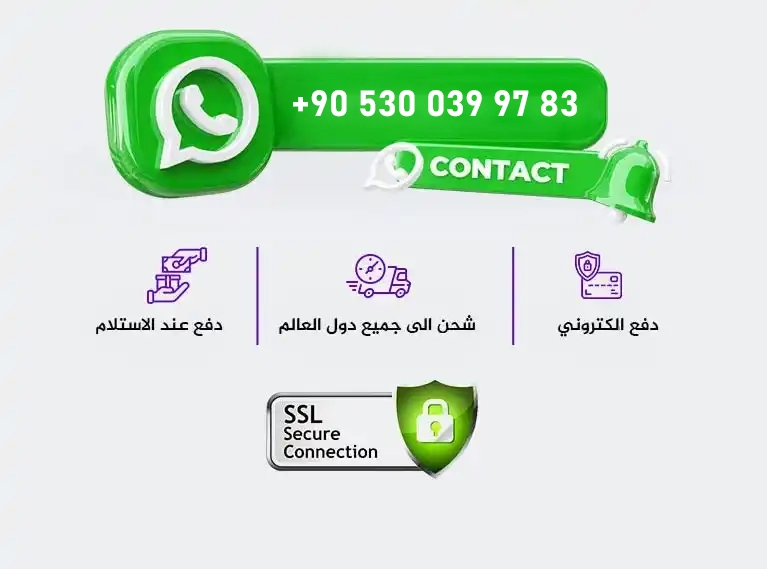 +90 530 039 97 83
CONTACT
دفع الكتروني
شحن الى جميع دول العالم
دفع عند الاستلام
SSL
Secure
Connection